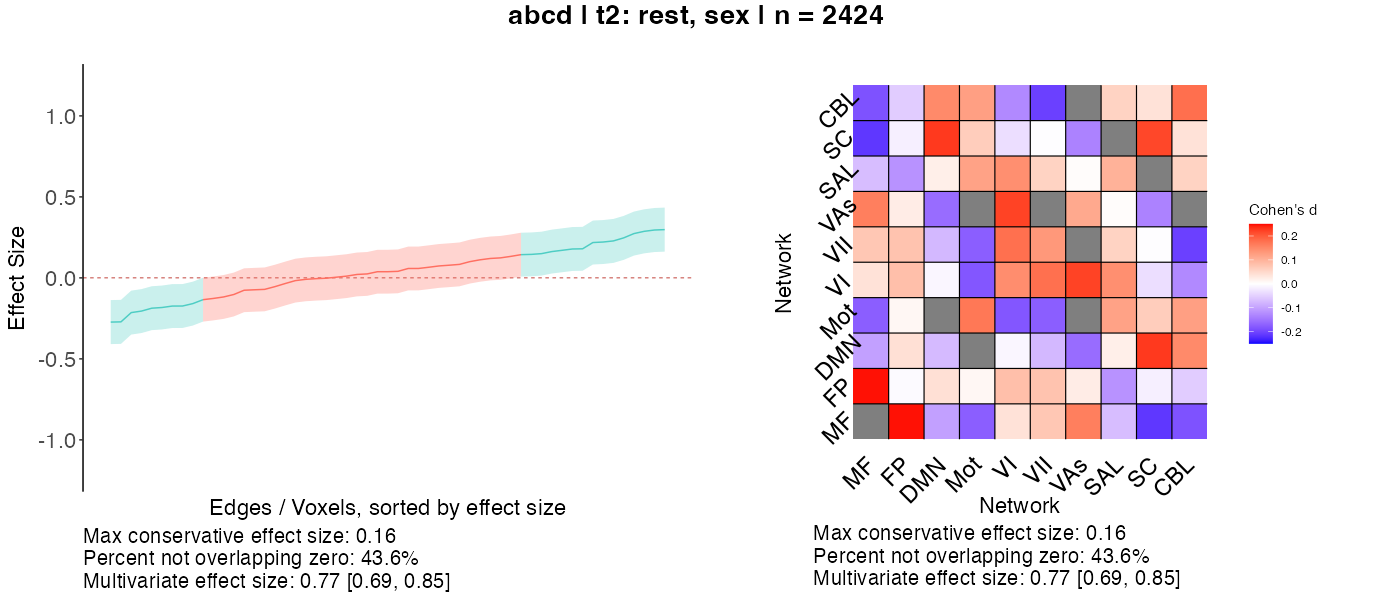 abcd | t2: rest, sex | n = 2424
Effect Size
1.0
0.5
0.0
-0.5
-1.0
Edges / Voxels, sorted by effect size
Max conservative effect size: 0.16
Percent not overlapping zero: 43.6%
Multivariate effect size: 0.77 [0.69, 0.85]
Network
CBL
SC
SAL
VAs
VII
VI
Mot
DMN
FP
MF
MF
FP
DMN
Mot
VI
VII
VAs
SAL
SC
CBL
Network
Max conservative effect size: 0.16
Percent not overlapping zero: 43.6%
Multivariate effect size: 0.77 [0.69, 0.85]
Cohen's d
0.2
0.1
0.0
-0.1
-0.2